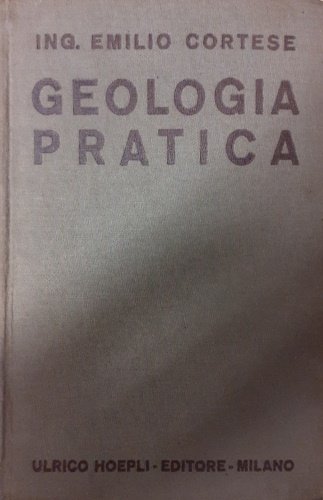 ING. EMILIO CORTESE
GEOLOGIA
PRATICA
ULRICO HOEPLI-EDITORE-MILANO